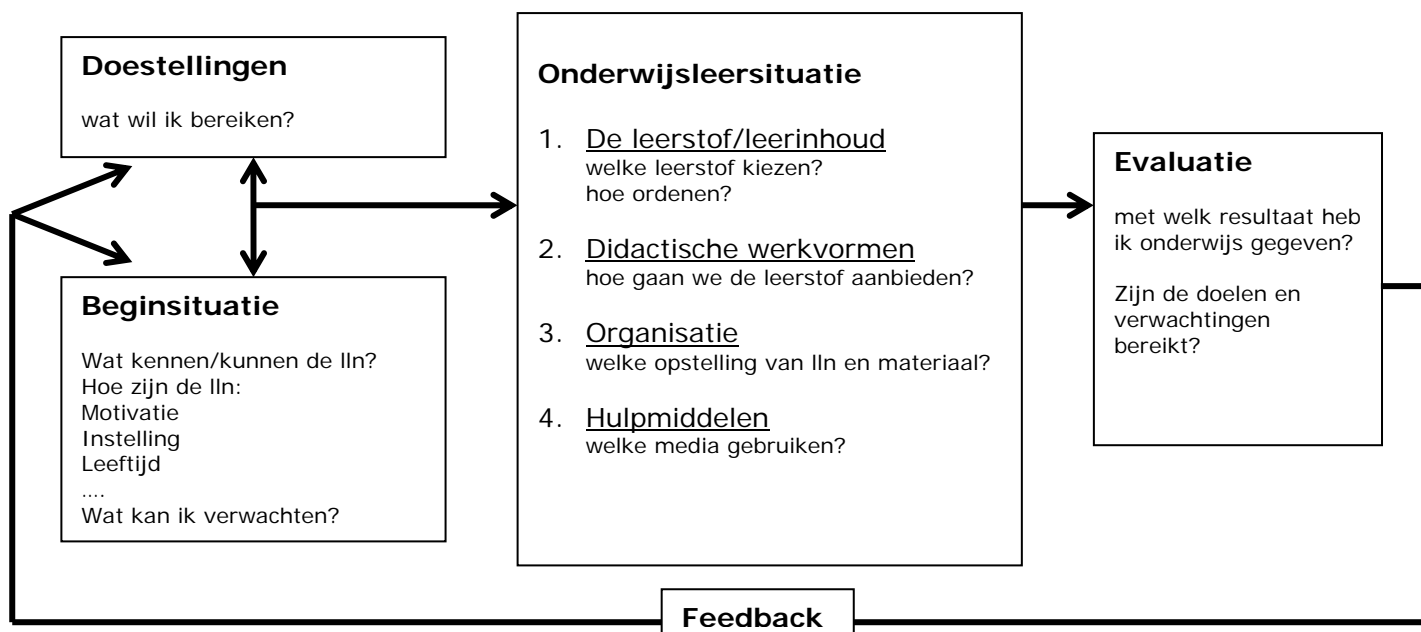 Doestellingen
wat wil ik bereiken?
Beginsituatie
Wat kennen/kunnen de lln?
Hoe zijn de lln:
Motivatie
Instelling
Leeftijd
....
Wat kan ik verwachten?
Onderwijsleersituatie
1. De leerstof/leerinhoud
welke leerstof kiezen?
hoe ordenen?
2. Didactische werkvormen
hoe gaan we de leerstof aanbieden?
3. Organisatie
welke opstelling van lln en materiaal?
4. Hulpmiddelen
welke media gebruiken?
Evaluatie
met welk resultaat heb
ik onderwijs gegeven?
Zijn de doelen en
verwachtingen
bereikt?
Feedback